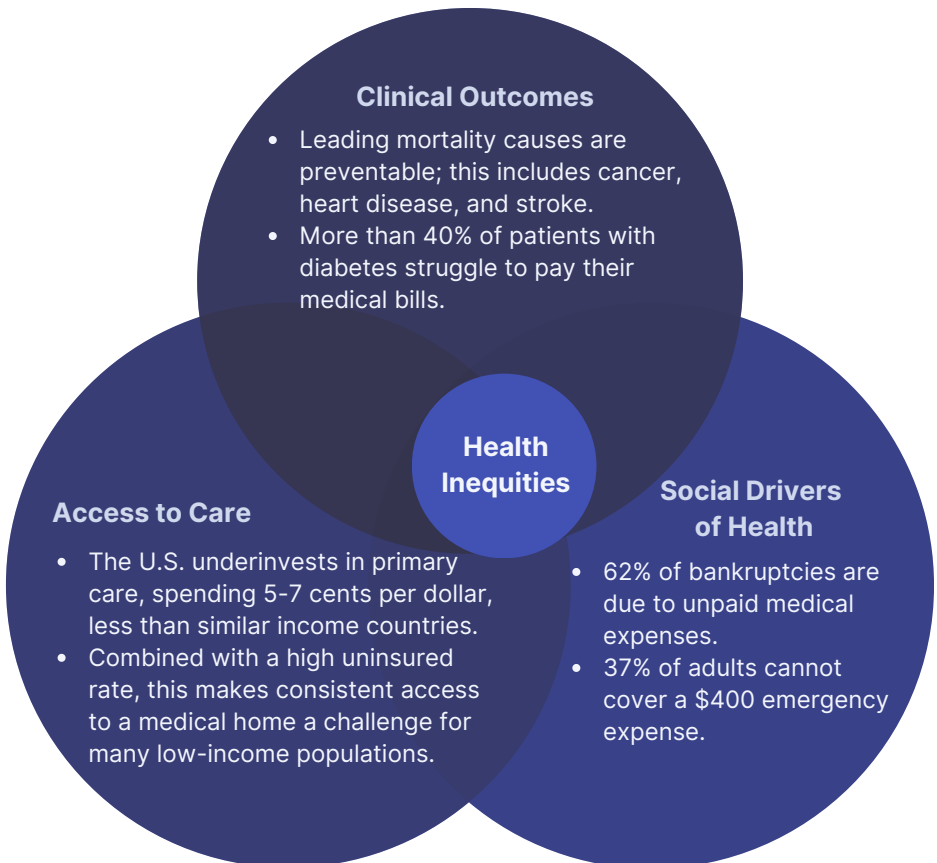 Clinical Outcomes
• Leading mortality causes are
preventable; this includes cancer,
heart disease, and stroke.
• More than 40% of patients with
diabetes struggle to pay their
medical bills.
Health
Inequities
Access to Care
• The U.S. underinvests in primary
care, spending 5-7 cents per dollar,
less than similar income countries.
• Combined with a high uninsured
rate, this makes consistent access
to a medical home a challenge for
many low-income populations.
Social Drivers
of Health
• 62% of bankruptcies are
due to unpaid medical
expenses.
• 37% of adults cannot
cover a $400 emergency
expense.